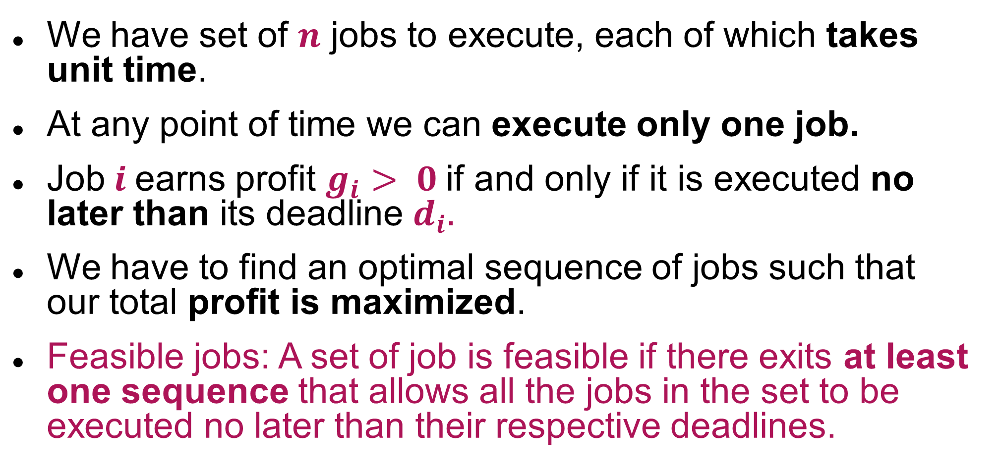 • We have set of n jobs to execute, each of which takes
unit time.
• At any point of time we can execute only one job.
• Job i earns profit gᵢ > 0 if and only if it is executed no
later than its deadline dᵢ.
• We have to find an optimal sequence of jobs such that
our total profit is maximized.
• Feasible jobs: A set of job is feasible if there exits at least
one sequence that allows all the jobs in the set to be
executed no later than their respective deadlines.